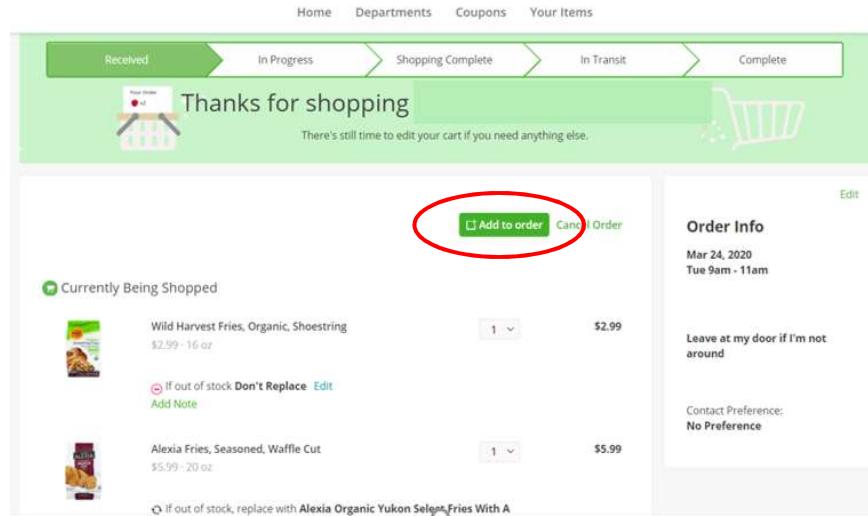 Home Departments Coupons Your Items
Received In Progress Shopping Complete In Transit Complete
Your Order
x2
Thanks for shopping
There's still time to edit your cart if you need anything else.
Edit
Add to order Cancel Order
Order Info
Mar 24, 2020
Tue 9am - 11am
Currently Being Shopped
Wild Harvest Fries, Organic, Shoestring 1 $2.99
$2.99 · 16 oz
Leave at my door if I'm not
around
If out of stock Don't Replace Edit
Add Note
Contact Preference:
No Preference
Alexia Fries, Seasoned, Waffle Cut 1 $5.99
$5.99 · 20 oz
ALEXIA
If out of stock, replace with Alexia Organic Yukon Select Fries With A